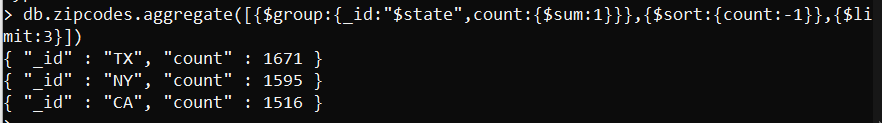 > db.zipcodes.aggregate([{$group:{_id:"$state",count:{$sum:1}}},{$sort:{count:-1}},{$li
mit:3}])
{ "_id" : "TX", "count" : 1671 }
{ "_id" : "NY", "count" : 1595 }
{ "_id" : "CA", "count" : 1516 }